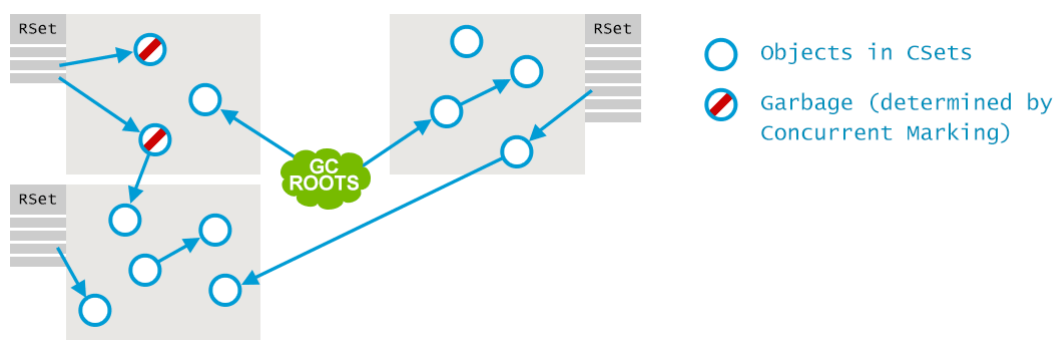 RSet
RSet
Objects in CSets
Garbage (determined by
Concurrent Marking)
GC
ROOTS
RSet